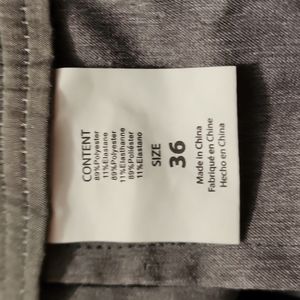 CONTENT
89%Polyester
11%Elastane
89%Polyester
11%Elasthanne
89%Poliéster
11%Elastano
SIZE
36
Made in China
Fabriqué en Chine
Hecho en China